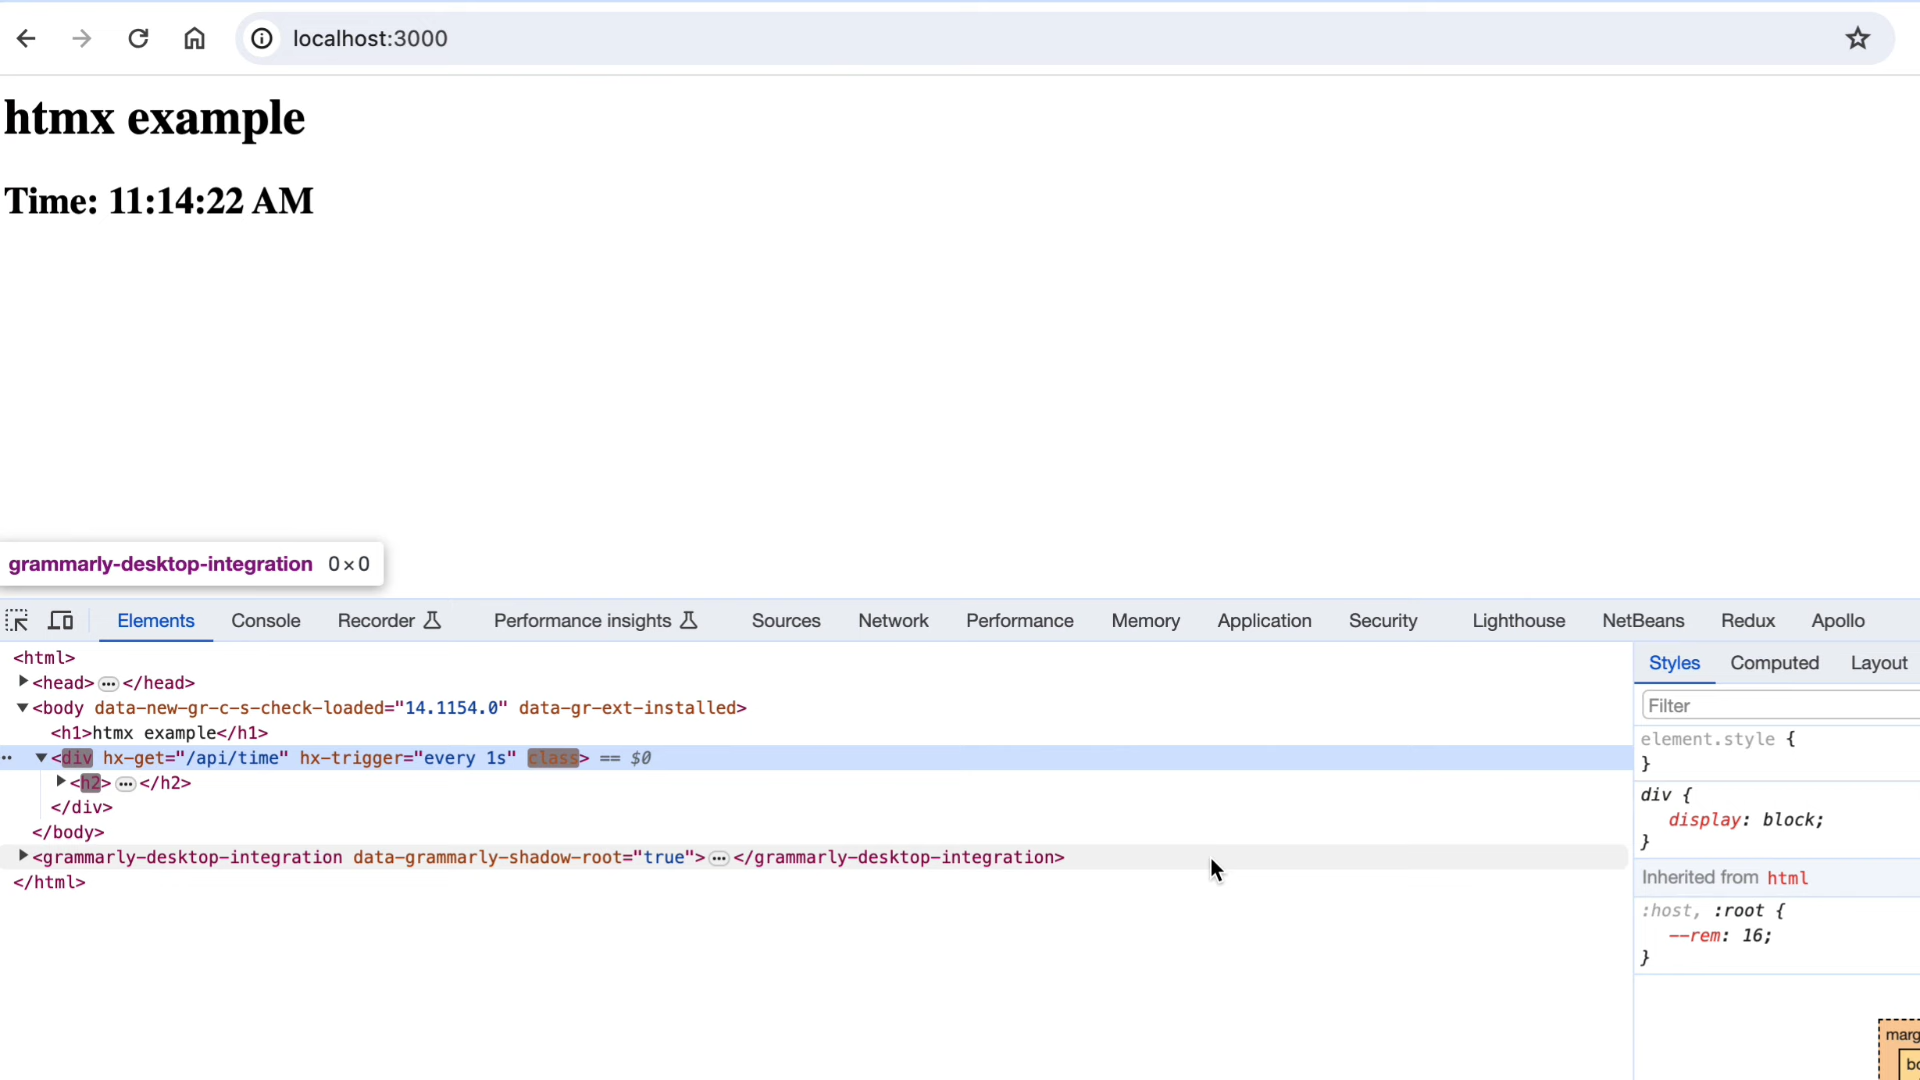 localhost:3000
htmx example
Time: 11:14:22 AM
grammarly-desktop-integration 0×0
Elements Console Recorder Performance insights Sources Network Performance Memory Application Security Lighthouse NetBeans Redux Apollo
<html>
<head> ••• </head>
<body data-new-gr-c-s-check-loaded="14.1154.0" data-gr-ext-installed>
<h1>htmx example</h1>
<div hx-get="/api/time" hx-trigger="every 1s" class> == $0
<h2> ••• </h2>
</div>
</body>
<grammarly-desktop-integration data-grammarly-shadow-root="true"> ••• </grammarly-desktop-integration>
</html>
Styles Computed Layout
Filter
element.style {
}
div {
display: block;
}
Inherited from html
:host, :root {
--rem: 16;
}
marg
bo